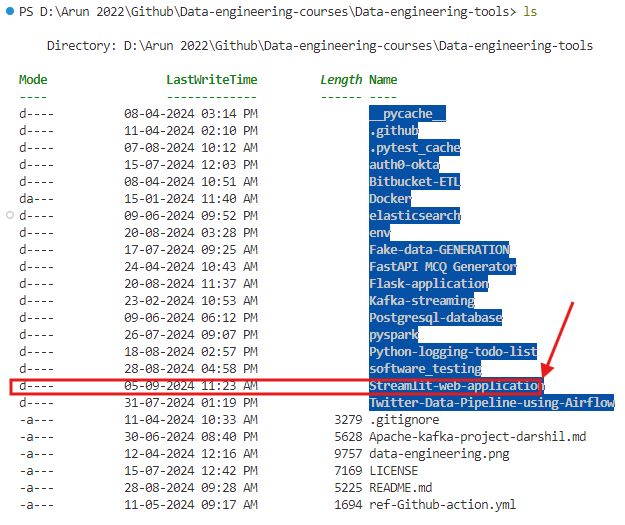 PS D:\Arun 2022\Github\Data-engineering-courses\Data-engineering-tools> ls
Directory: D:\Arun 2022\Github\Data-engineering-courses\Data-engineering-tools
Mode LastWriteTime Length Name
---- ------------- ------ ----
d---- 08-04-2024 03:14 PM __pycache__
d---- 11-04-2024 02:10 PM .github
d---- 07-08-2024 10:12 AM .pytest_cache
d---- 15-07-2024 12:03 PM auth0-okta
d---- 08-04-2024 10:51 AM Bitbucket-ETL
da--- 15-01-2024 11:40 AM Docker
d---- 09-06-2024 09:52 PM elasticsearch
d---- 20-08-2024 03:28 PM env
d---- 17-07-2024 09:25 AM Fake-data-GENERATION
d---- 24-04-2024 10:43 AM FastAPI MCQ Generator
d---- 20-08-2024 11:37 AM Flask-application
d---- 23-02-2024 10:53 AM Kafka-streaming
d---- 09-06-2024 06:12 PM Postgresql-database
d---- 26-07-2024 09:07 PM pyspark
d---- 18-08-2024 02:57 PM Python-logging-todo-list
d---- 28-08-2024 04:58 PM software_testing
d---- 05-09-2024 11:23 AM Streamlit-web-application
d---- 31-07-2024 01:19 PM Twitter-Data-Pipeline-using-Airflow
-a--- 11-04-2024 10:33 AM 3279 .gitignore
-a--- 30-06-2024 08:40 PM 5628 Apache-kafka-project-darshil.md
-a--- 12-04-2024 12:16 AM 9757 data-engineering.png
-a--- 15-07-2024 12:42 PM 7169 LICENSE
-a--- 28-08-2024 09:28 AM 5225 README.md
-a--- 11-05-2024 09:17 AM 1694 ref-Github-action.yml